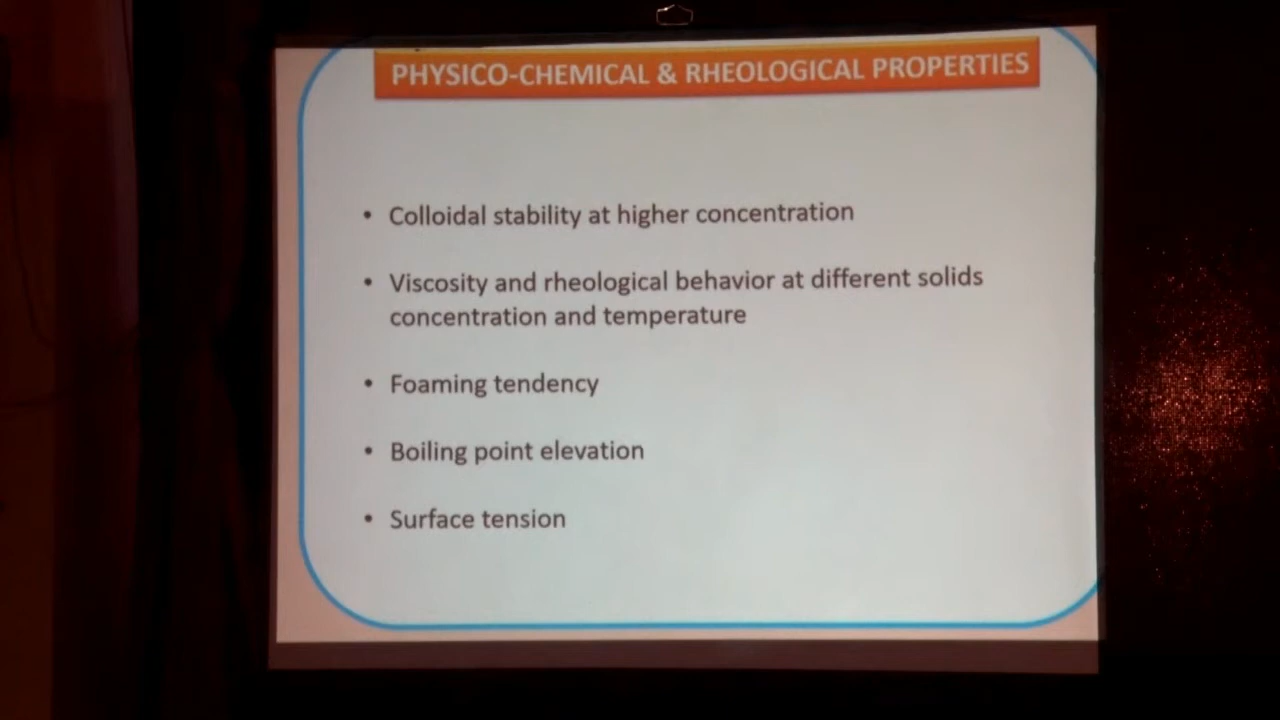 PHYSICO-CHEMICAL & RHEOLOGICAL PROPERTIES
• Colloidal stability at higher concentration
• Viscosity and rheological behavior at different solids
concentration and temperature
• Foaming tendency
• Boiling point elevation
• Surface tension